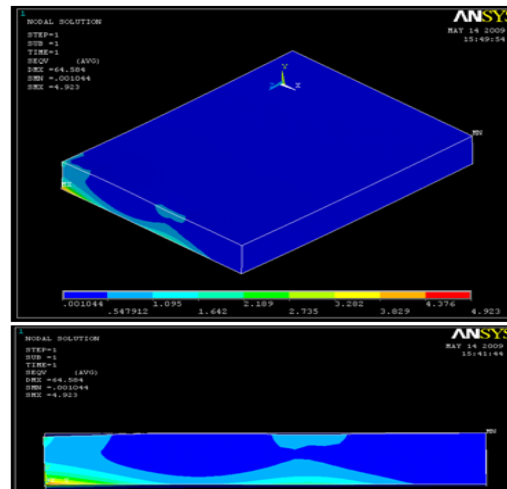 1
NODAL SOLUTION
STEP=1
SUB =1
TIME=1
SEQV (AVG)
DMX =64.584
SMN =.001044
SMX =4.923
ANSYS
MAY 14 2009
15:49:54
Y
X
MN
MX
.001044
.547912
1.095
1.642
2.189
2.735
3.282
3.829
4.376
4.923
1
NODAL SOLUTION
STEP=1
SUB =1
TIME=1
SEQV (AVG)
DMX =64.584
SMN =.001044
SMX =4.923
ANSYS
MAY 14 2009
15:41:44
MN